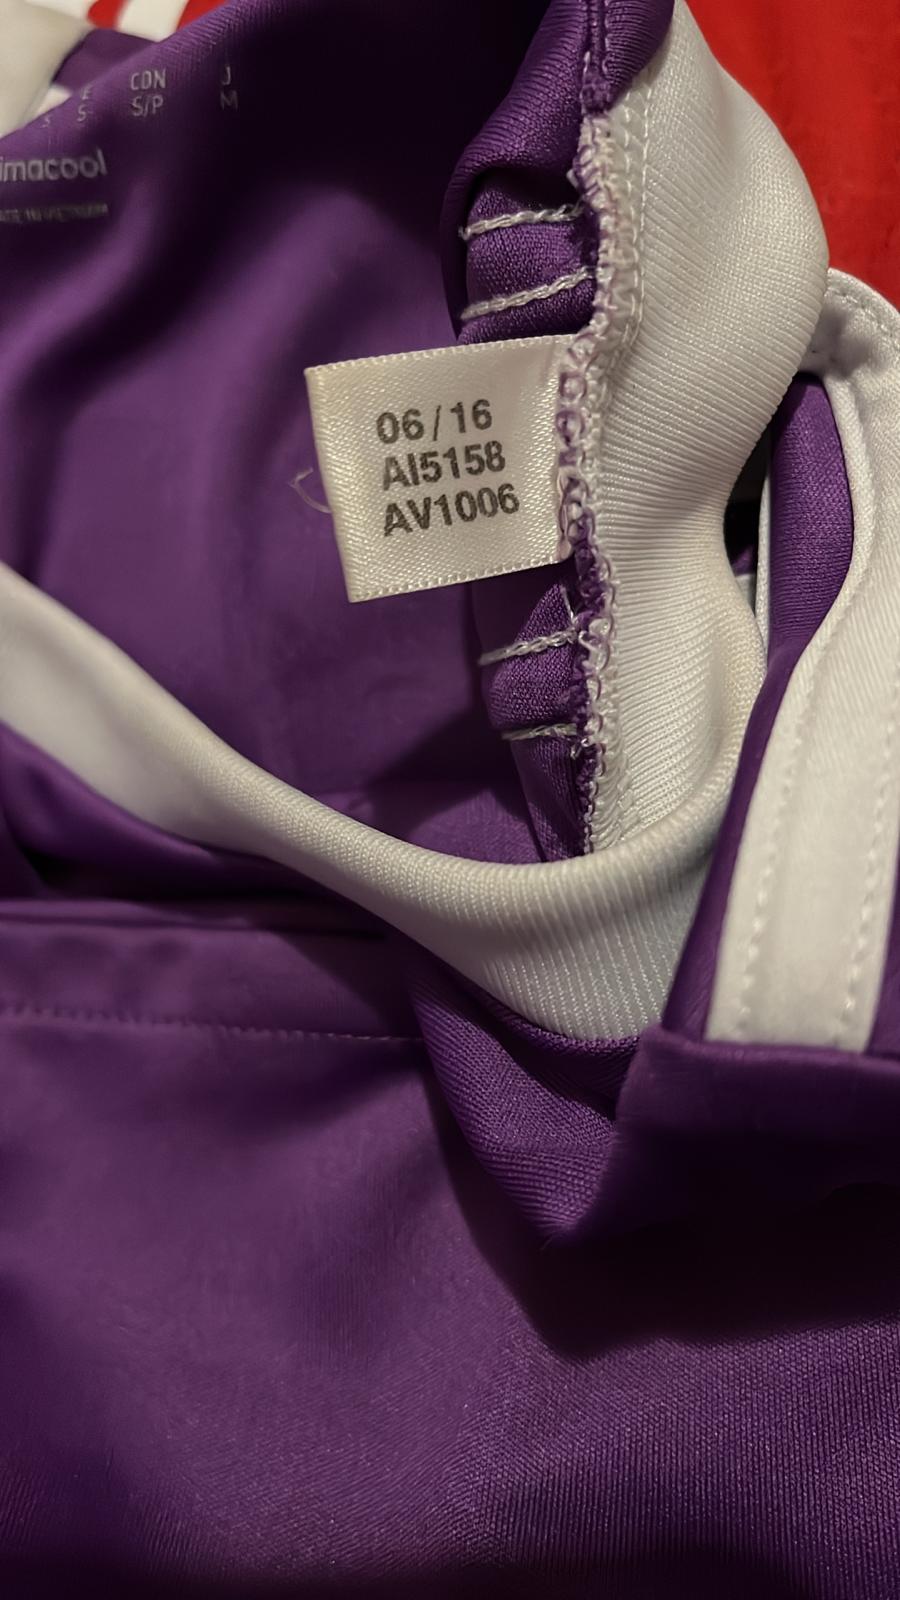 CON J
S S/P M
imacool
06/16
AI5158
AV1006